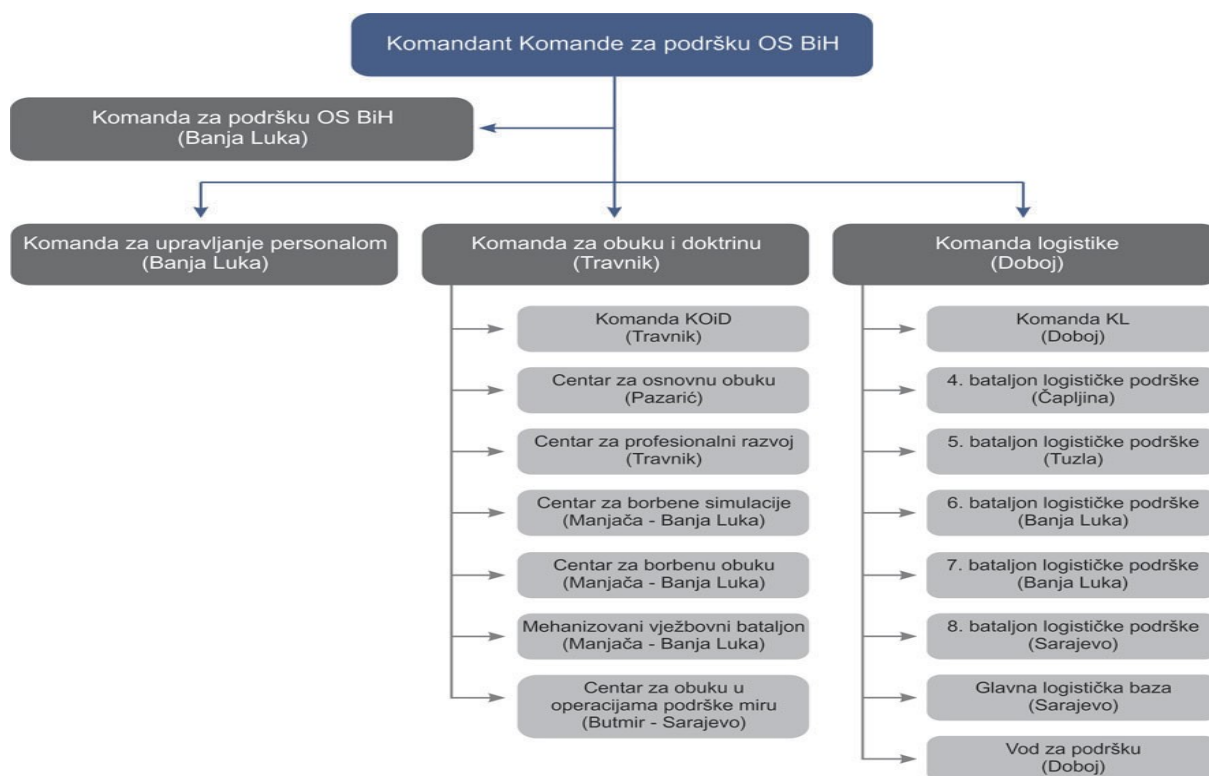 Komandant Komande za podršku OS BiH
Komanda za podršku OS BiH
(Banja Luka)
Komanda za upravljanje personalom
(Banja Luka)
Komanda za obuku i doktrinu
(Travnik)
Komanda KOiD
(Travnik)
Centar za osnovnu obuku
(Pazarić)
Centar za profesionalni razvoj
(Travnik)
Centar za borbene simulacije
(Manjača - Banja Luka)
Centar za borbenu obuku
(Manjača - Banja Luka)
Mehanizovani vježbovni bataljon
(Manjača - Banja Luka)
Centar za obuku u
operacijama podrške miru
(Butmir - Sarajevo)
Komanda logistike
(Doboj)
Komanda KL
(Doboj)
4. bataljon logističke podrške
(Čapljina)
5. bataljon logističke podrške
(Tuzla)
6. bataljon logističke podrške
(Banja Luka)
7. bataljon logističke podrške
(Banja Luka)
8. bataljon logističke podrške
(Sarajevo)
Glavna logistička baza
(Sarajevo)
Vod za podršku
(Doboj)